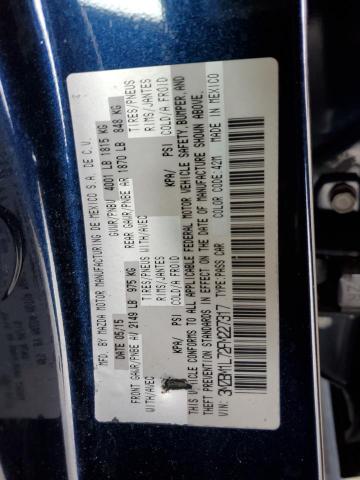 MFD. BY MAZDA MOTOR MANUFACTURING DE MEXICO S.A. DE C.V.
DATE 05/15 GVWR/PNBV 4001 LB 1815 KG
FRONT GAWR/PNBE AV 2149 LB 975 KG REAR GAWR/PNBE AR 1870 LB 848 KG
WITH/AVEC TIRES/PNEUS WITH/AVEC TIRES/PNEUS
RIMS/JANTES RIMS/JANTES
KPA/ PSI COLD/A FROID KPA/ PSI COLD/A FROID
THIS VEHICLE CONFORMS TO ALL APPLICABLE FEDERAL MOTOR VEHICLE SAFETY, BUMPER, AND
THEFT PREVENTION STANDARDS IN EFFECT ON THE DATE OF MANUFACTURE SHOWN ABOVE.
COLOR CODE: 42M MADE IN MEXICO
VIN: 3MZBM1L72FM227317 TYPE: PASS CAR